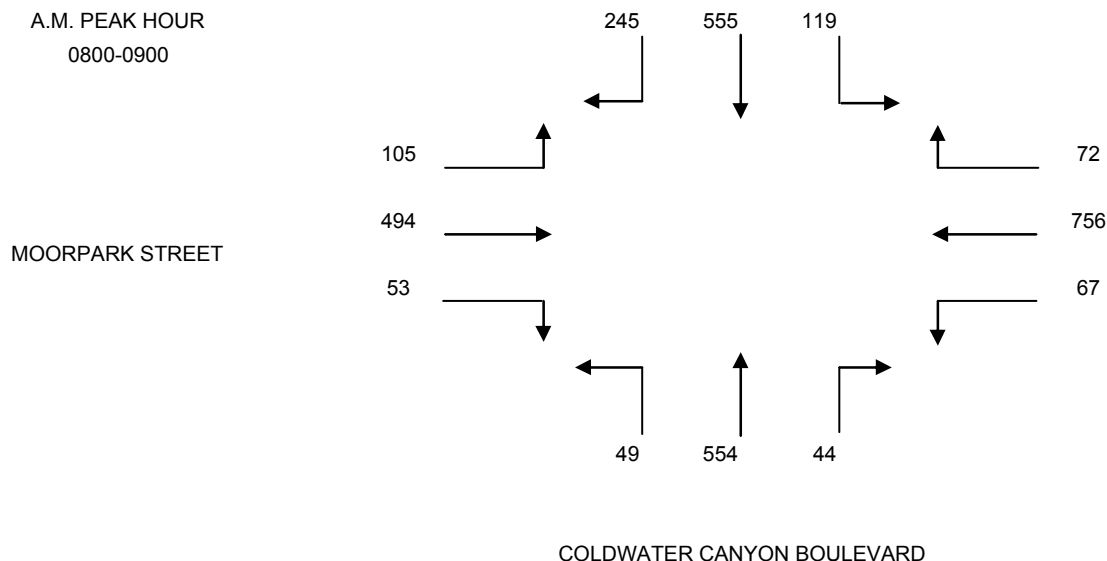 A.M. PEAK HOUR
0800-0900
245 555 119
105 72
494 756
MOORPARK STREET
53 67
49 554 44
COLDWATER CANYON BOULEVARD